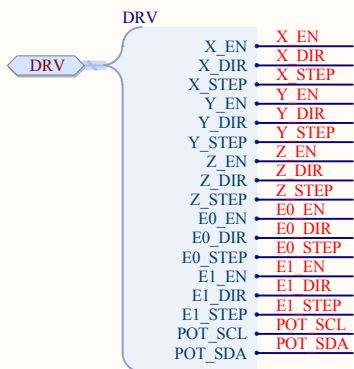 DRV
DRV
X_EN X_EN
X_DIR X_DIR
X_STEP X_STEP
Y_EN Y_EN
Y_DIR Y_DIR
Y_STEP Y_STEP
Z_EN Z_EN
Z_DIR Z_DIR
Z_STEP Z_STEP
E0_EN E0_EN
E0_DIR E0_DIR
E0_STEP E0_STEP
E1_EN E1_EN
E1_DIR E1_DIR
E1_STEP E1_STEP
POT_SCL POT_SCL
POT_SDA POT_SDA